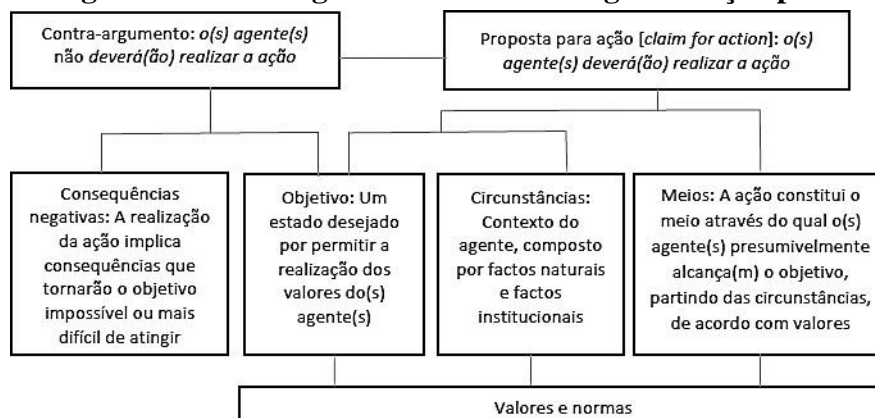 Contra-argumento: o(s) agente(s)
não deverá(ão) realizar a ação
Proposta para ação [claim for action]: o(s)
agente(s) deverá(ão) realizar a ação
Consequências
negativas: A realização
da ação implica
consequências que
tornarão o objetivo
impossível ou mais
difícil de atingir
Objetivo: Um
estado desejado
por permitir a
realização dos
valores do(s)
agente(s)
Circunstâncias:
Contexto do
agente, composto
por factos naturais
e factos
institucionais
Meios: A ação constitui o
meio através do qual o(s)
agente(s) presumivelmente
alcança(m) o objetivo,
partindo das circunstâncias,
de acordo com valores
Valores e normas